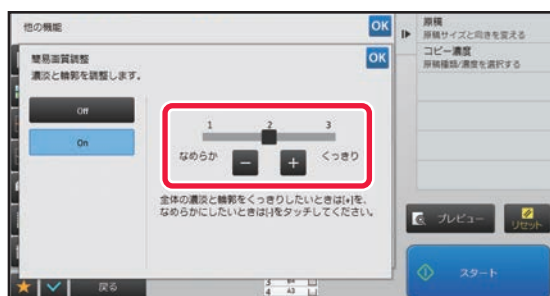 他の機能
OK
簡易画質調整
OK
濃淡と輪郭を調整します。
Off
On
1 2 3
なめらか
くっきり
全体の濃淡と輪郭をくっきりしたいときは[+]を、
なめらかにしたいときは[-]をタッチしてください。
戻る
3 B4
4 A3
原稿
原稿サイズと向きを変える
コピー濃度
原稿種類/濃度を選択する
プレビュー
リセット
スタート